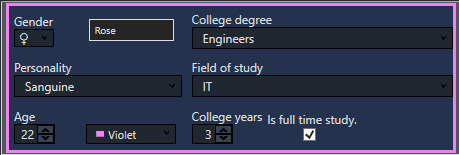 Gender
♀
Rose
College degree
Engineers
Personality
Sanguine
Field of study
IT
Age
22
Violet
College years
3
Is full time study.